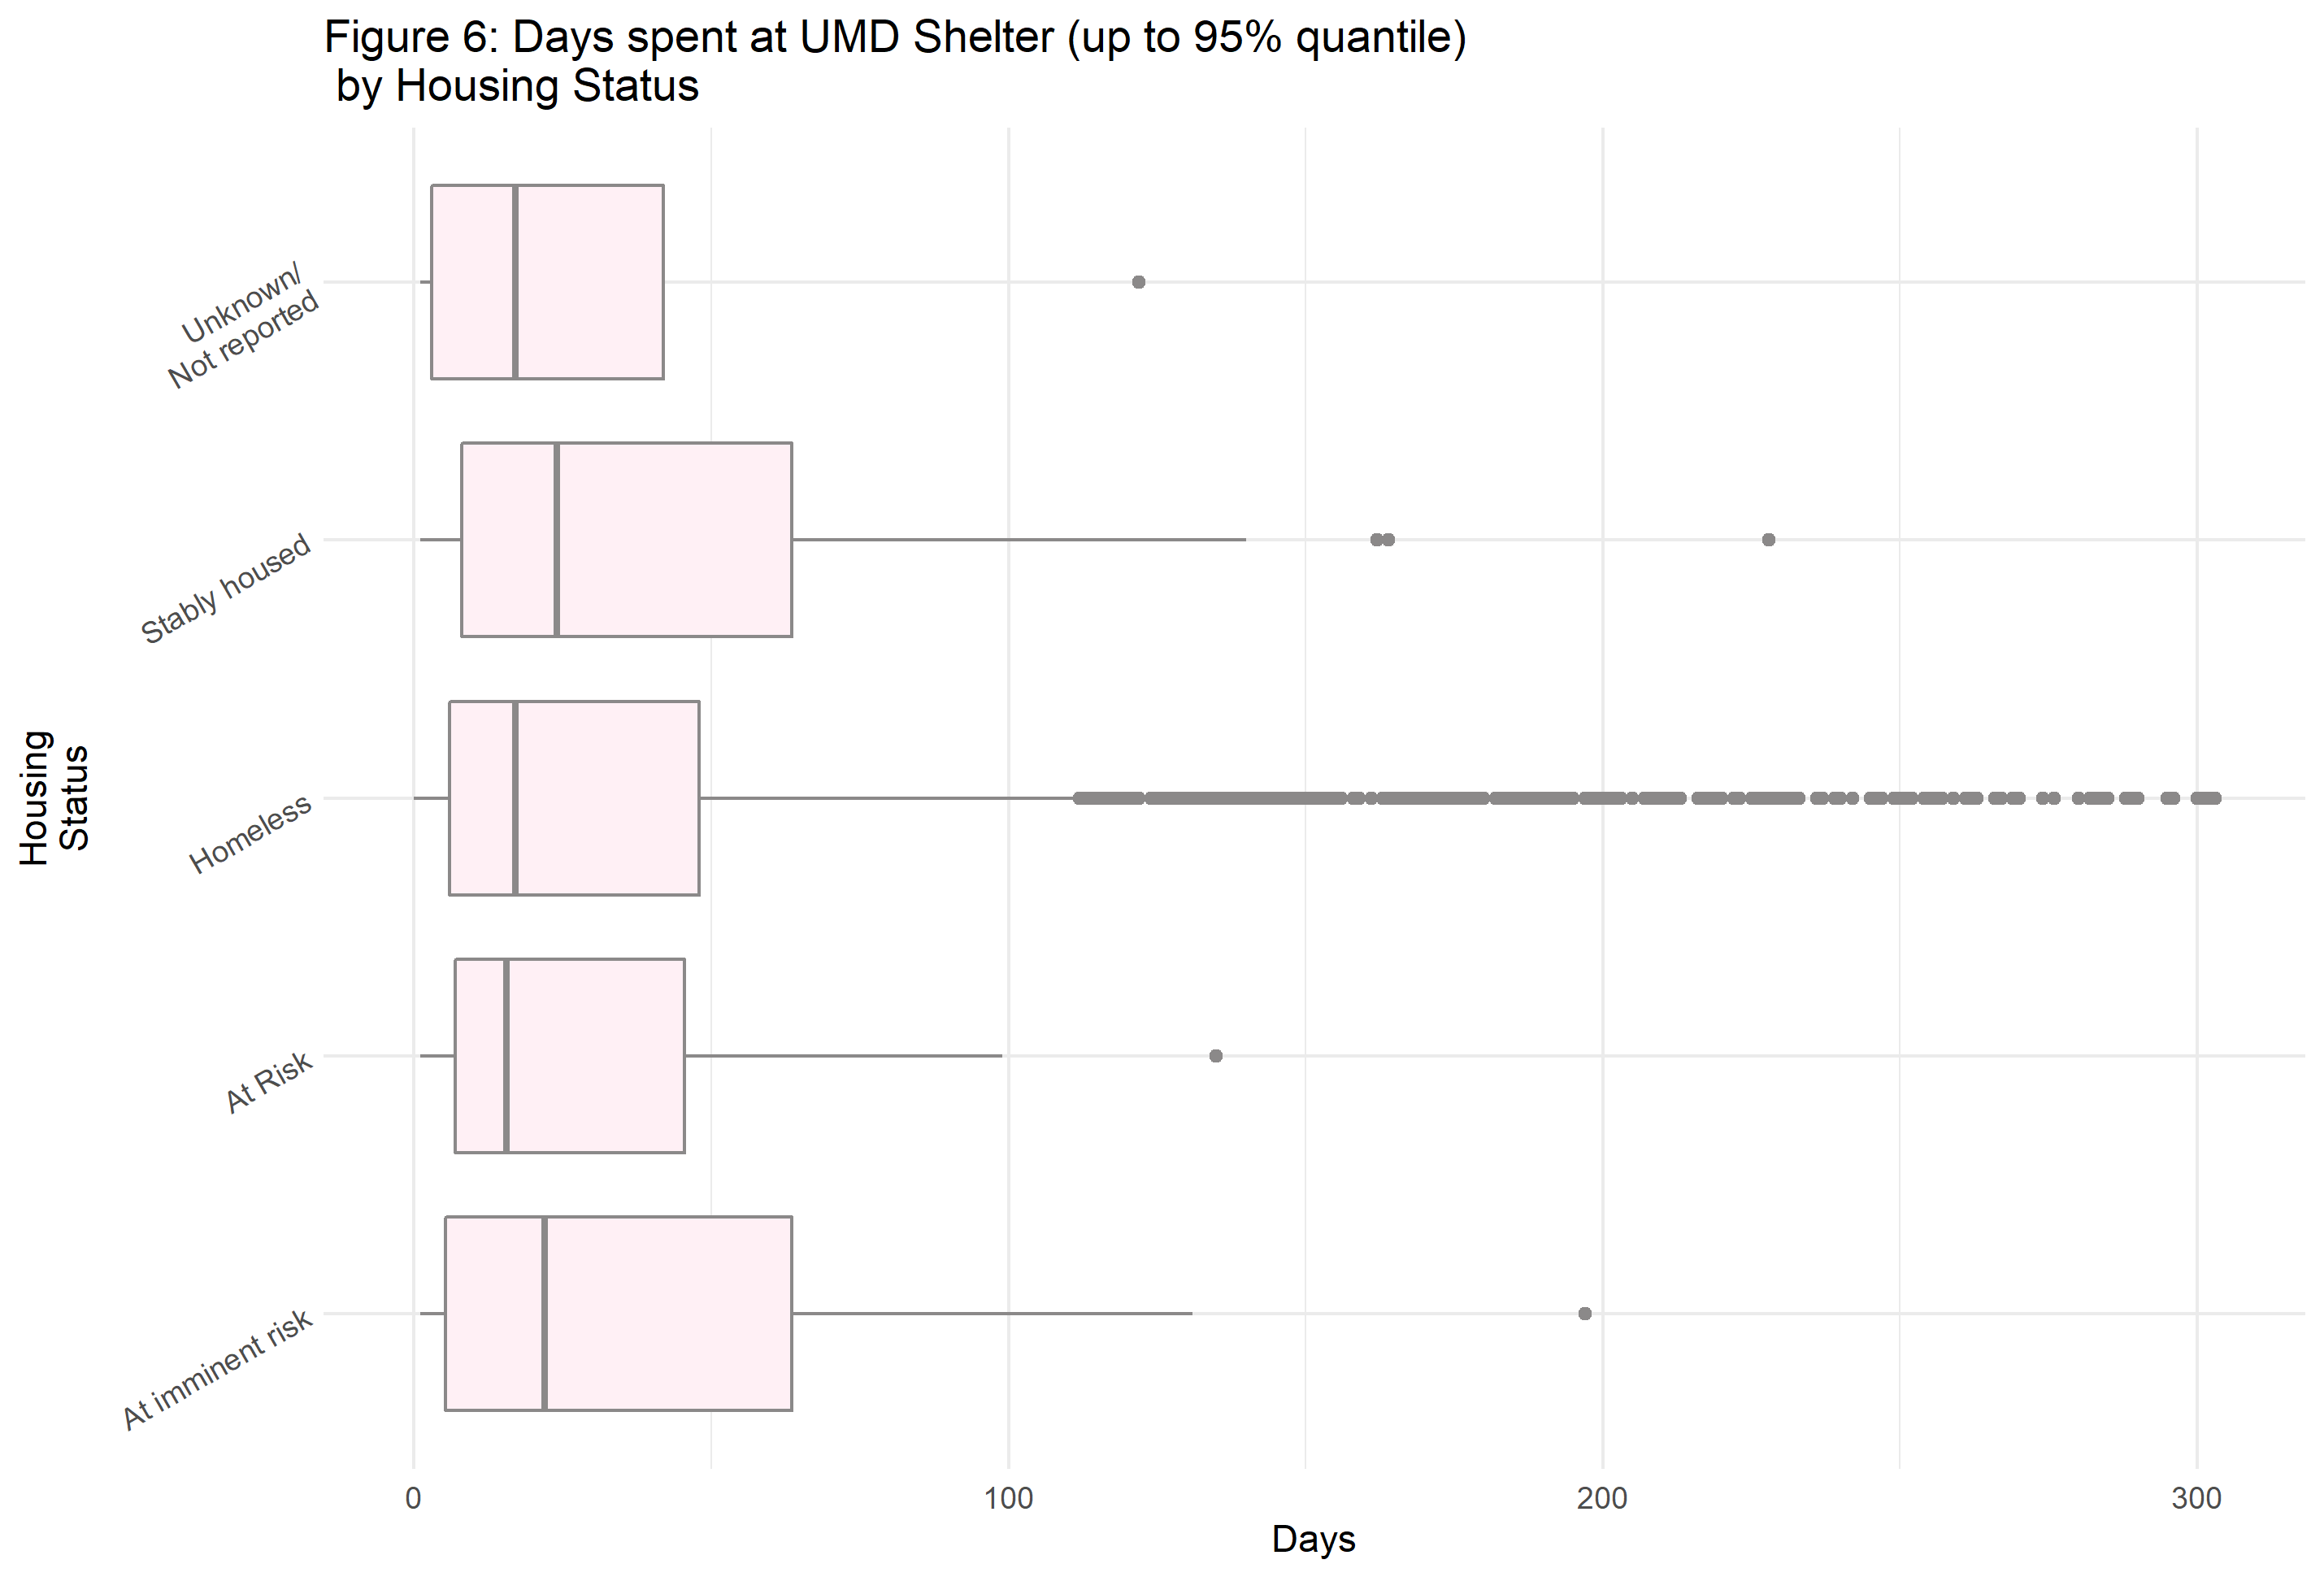 Figure 6: Days spent at UMD Shelter (up to 95% quantile)
by Housing Status
Housing
Status
Unknown/
Not reported
Stably housed
Homeless
At Risk
At imminent risk
0
100
200
300
Days